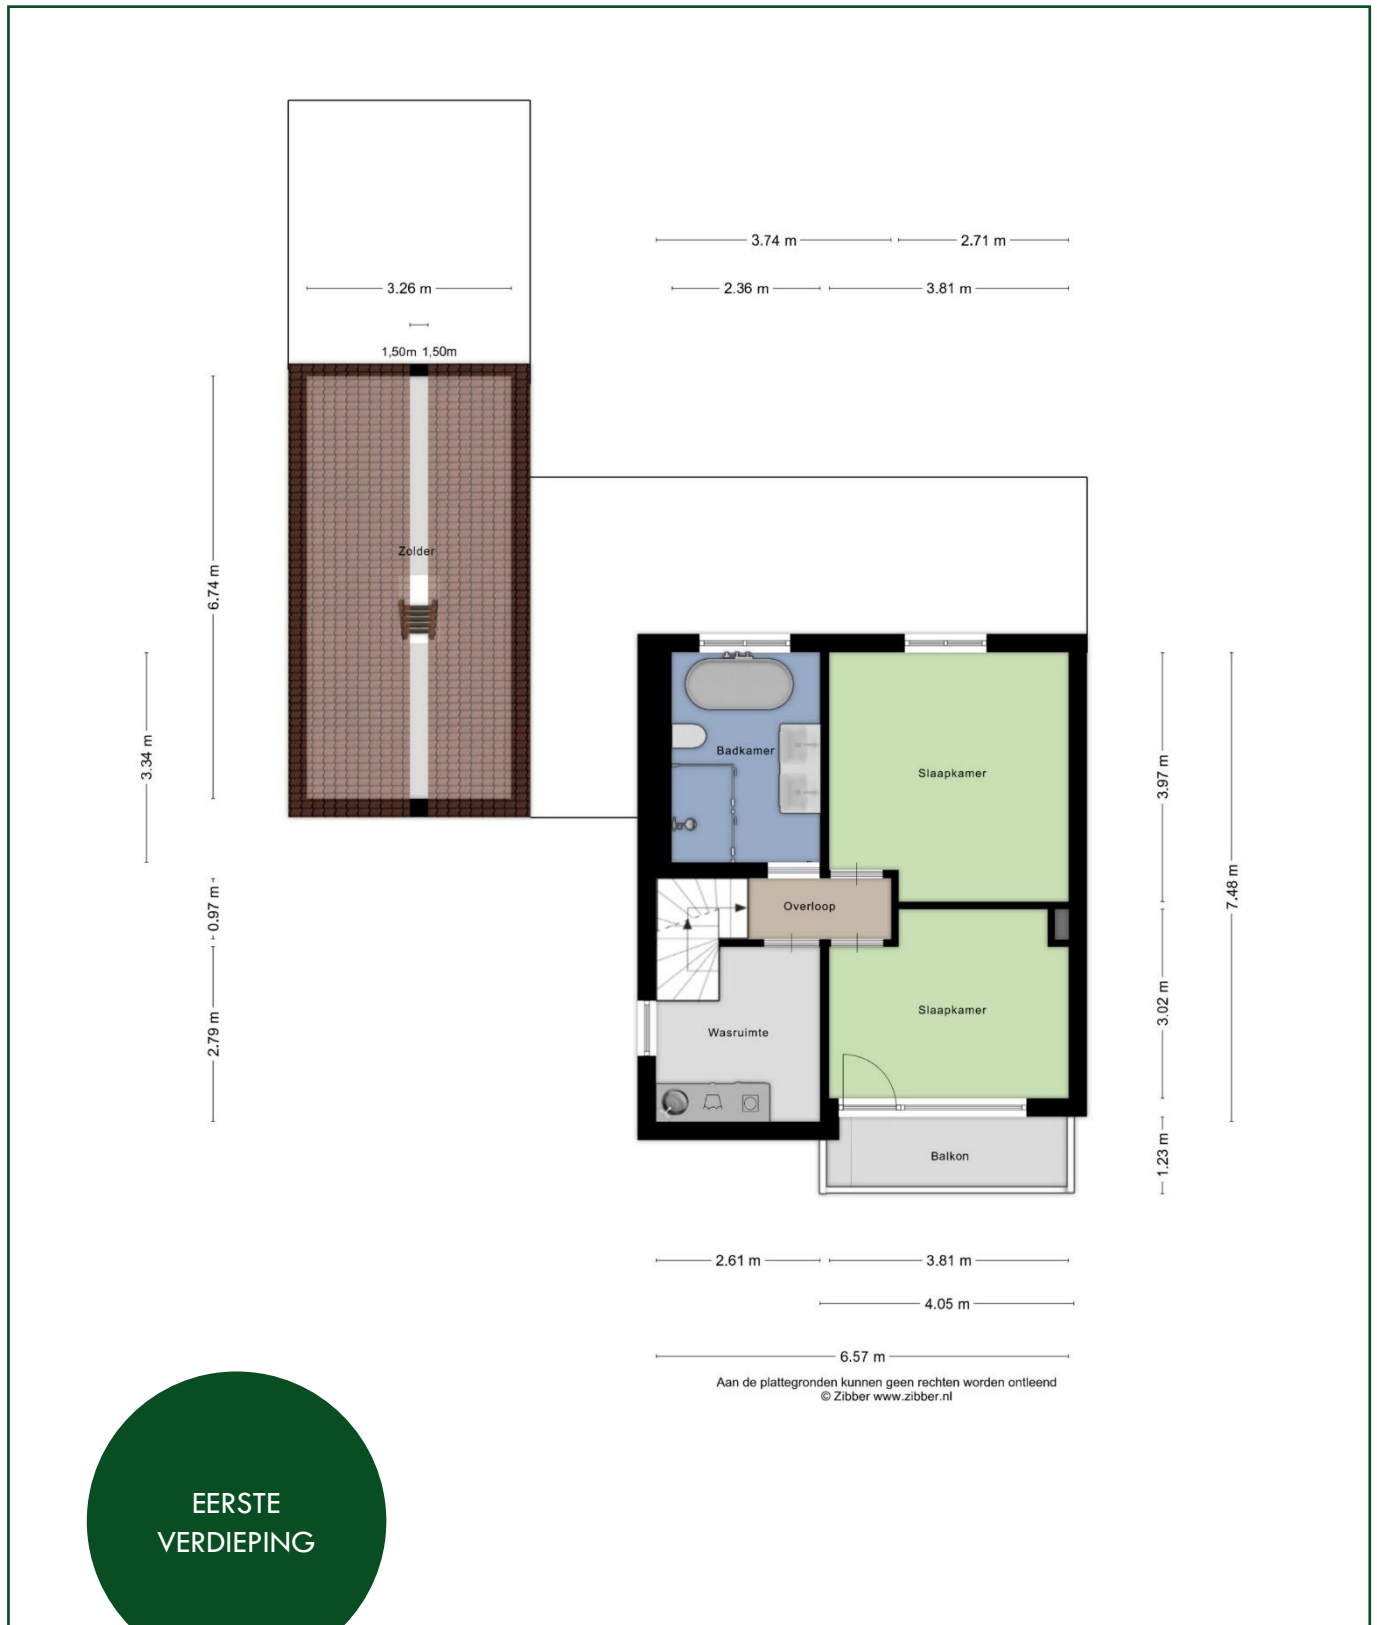 3.74 m
2.71 m
3.26 m
2.36 m
3.81 m
1,50m 1,50m
Zolder
6.74 m
3.34 m
0.97 m
2.79 m
Badkamer
Slaapkamer
Overloop
Slaapkamer
Wasruimte
Balkon
3.97 m
7.48 m
3.02 m
1.23 m
2.61 m
3.81 m
4.05 m
6.57 m
Aan de plattegronden kunnen geen rechten worden ontleend
© Zibber www.zibber.nl
EERSTE
VERDIEPING